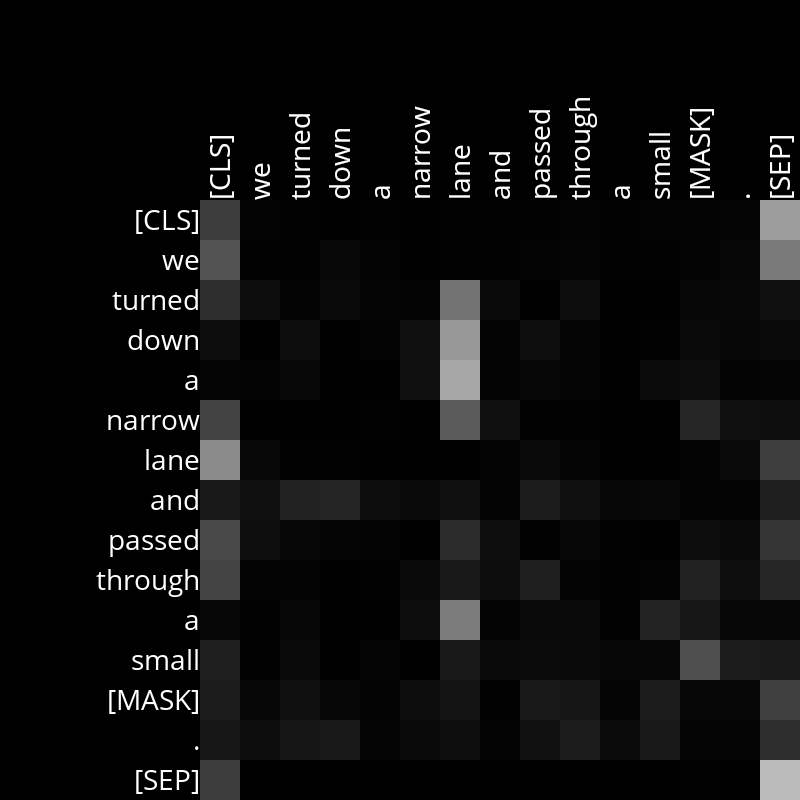 [CLS] we turned down a narrow lane and passed through a small [MASK] . [SEP]
[CLS]
we
turned
down
a
narrow
lane
and
passed
through
a
small
[MASK]
.
[SEP]